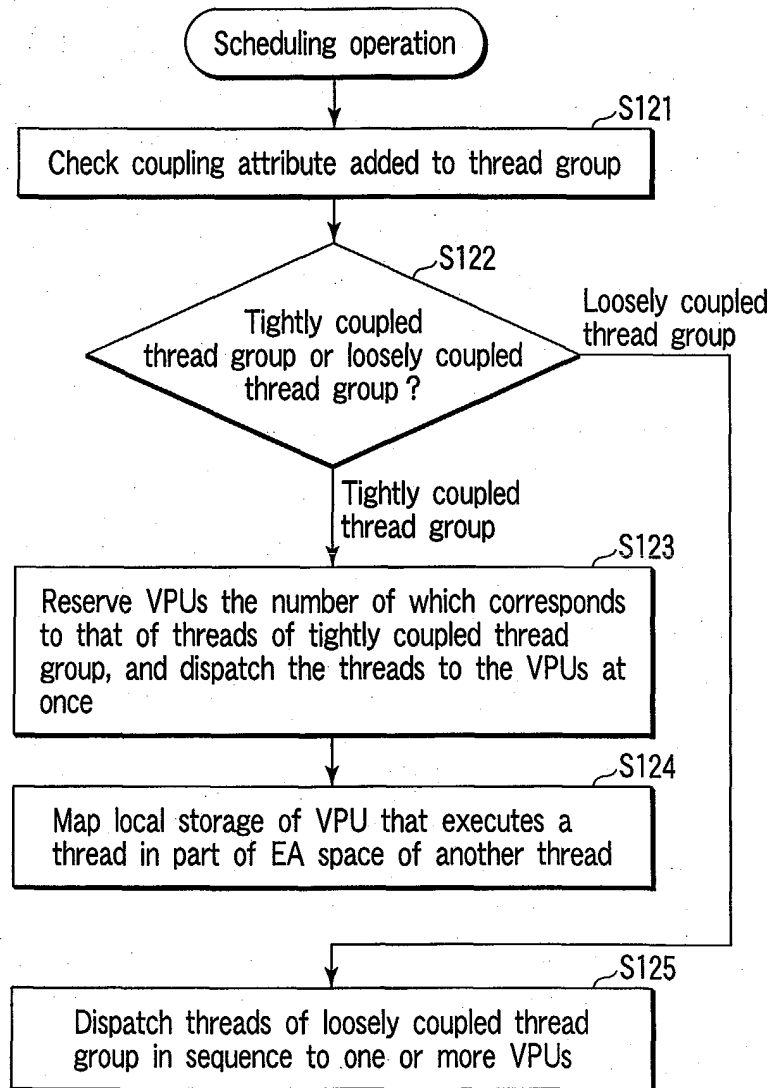 Scheduling operation
S121
Check coupling attribute added to thread group
S122
Tightly coupled
thread group or loosely coupled
thread group ?
Loosely coupled
thread group
Tightly coupled
thread group
S123
Reserve VPUs the number of which corresponds
to that of threads of tightly coupled thread
group, and dispatch the threads to the VPUs at
once
S124
Map local storage of VPU that executes a
thread in part of EA space of another thread
S125
Dispatch threads of loosely coupled thread
group in sequence to one or more VPUs